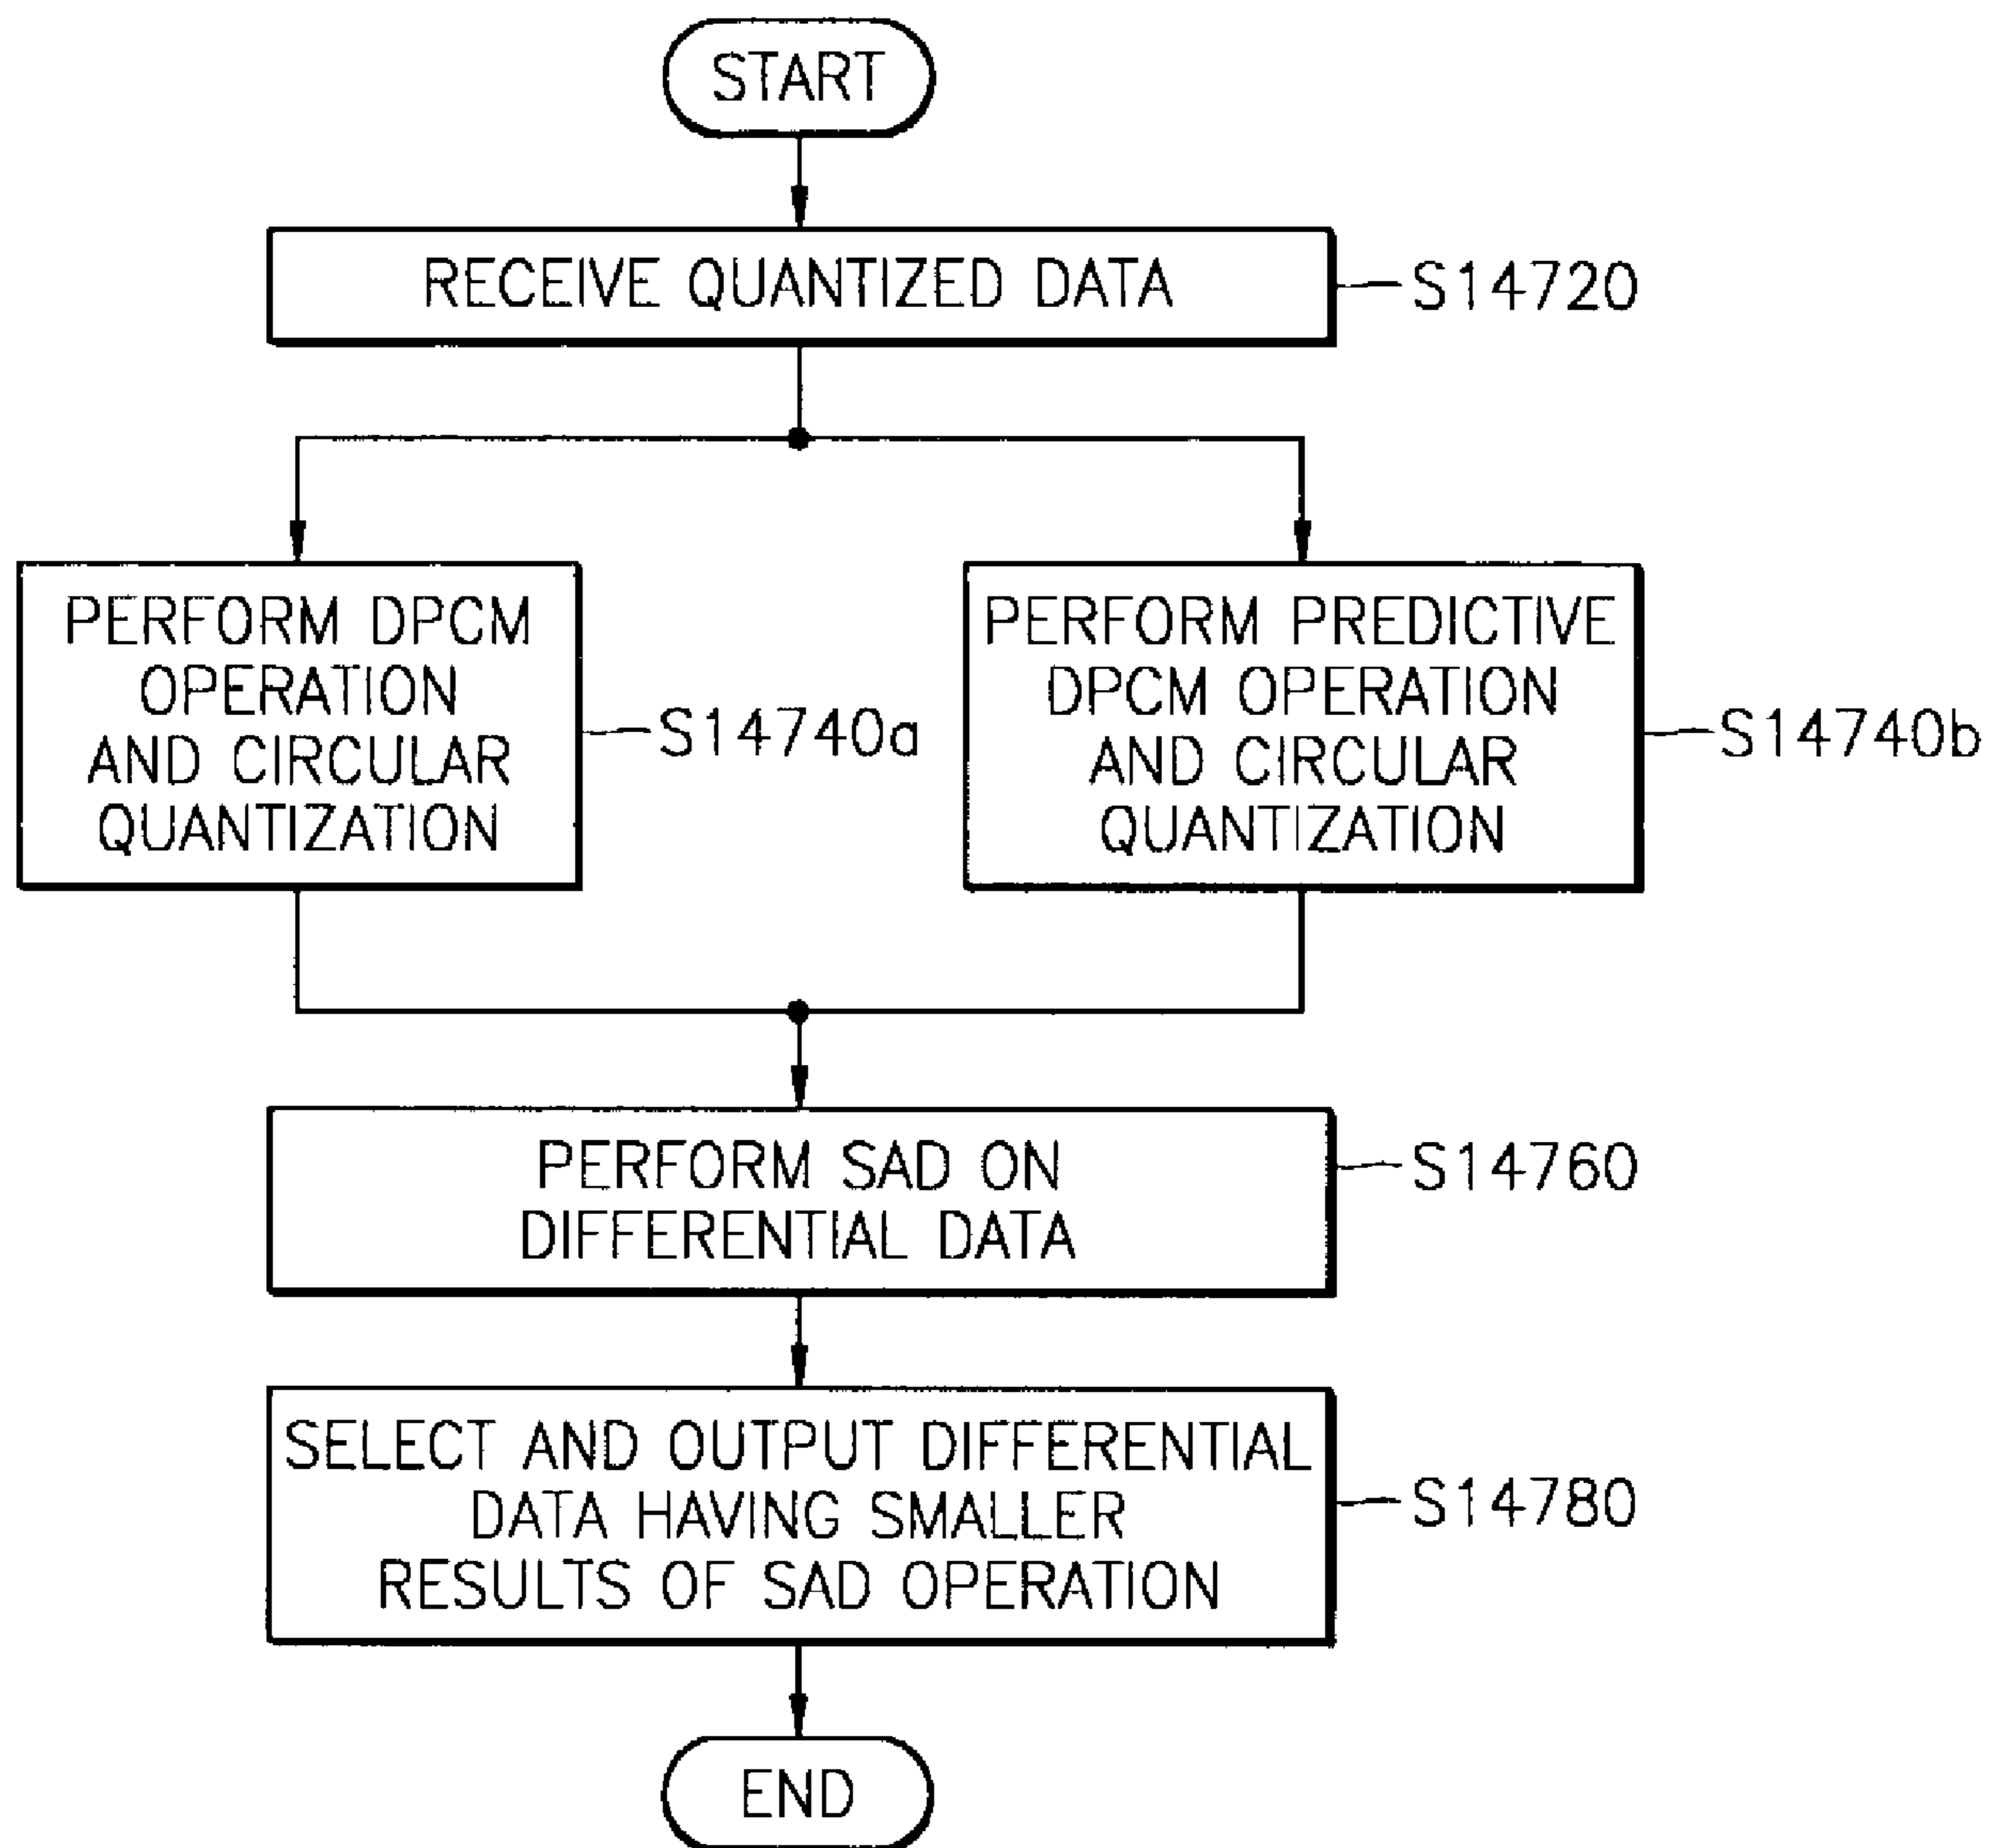 START
RECEIVE QUANTIZED DATA
S14720
PERFORM DPCM
OPERATION
AND CIRCULAR
QUANTIZATION
S14740a
PERFORM PREDICTIVE
DPCM OPERATION
AND CIRCULAR
QUANTIZATION
S14740b
PERFORM SAD ON
DIFFERENTIAL DATA
S14760
SELECT AND OUTPUT DIFFERENTIAL
DATA HAVING SMALLER
RESULTS OF SAD OPERATION
S14780
END